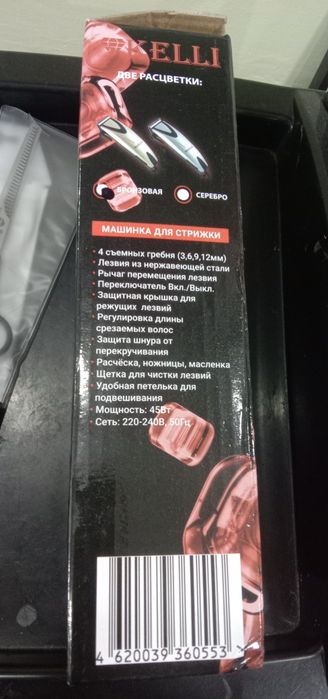 KELLI
ДВЕ РАСЦВЕТКИ:
БРОНЗОВАЯ
СЕРЕБРО
МАШИНКА ДЛЯ СТРИЖКИ
• 4 съемных гребня (3,6,9,12мм)
• Лезвия из нержавеющей стали
• Рычаг перемещения лезвия
• Переключатель Вкл./Выкл.
• Защитная крышка для
режущих лезвий
• Регулировка длины
срезаемых волос
• Защита шнура от
перекручивания
• Расчёска, ножницы, масленка
• Щетка для чистки лезвий
• Удобная петелька для
подвешивания
• Мощность: 45Вт
• Сеть: 220-240В, 50Гц
4 620039 360553